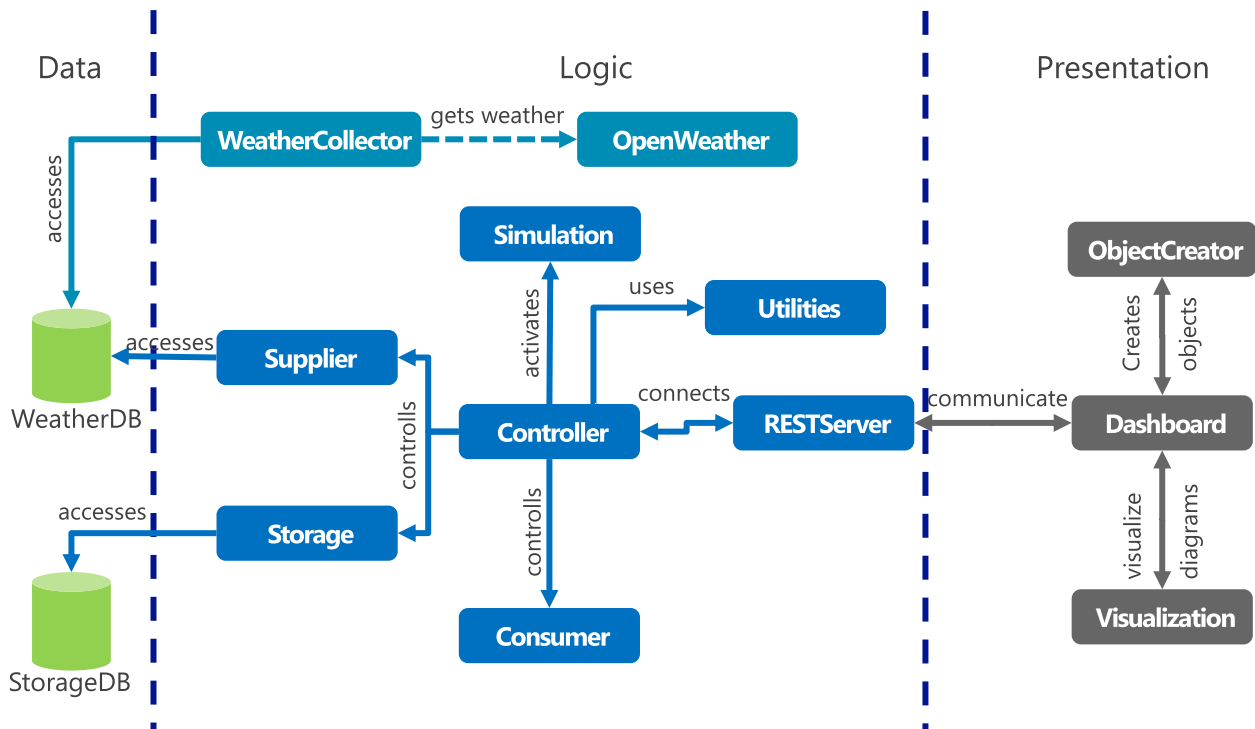 Data
Logic
Presentation
gets weather
WeatherCollector
OpenWeather
accesses
Simulation
ObjectCreator
uses
Utilities
activates
Creates
objects
accesses
Supplier
WeatherDB
controlls
connects
communicate
Controller
RESTServer
Dashboard
accesses
Storage
controlls
visualize
diagrams
Consumer
Visualization
StorageDB